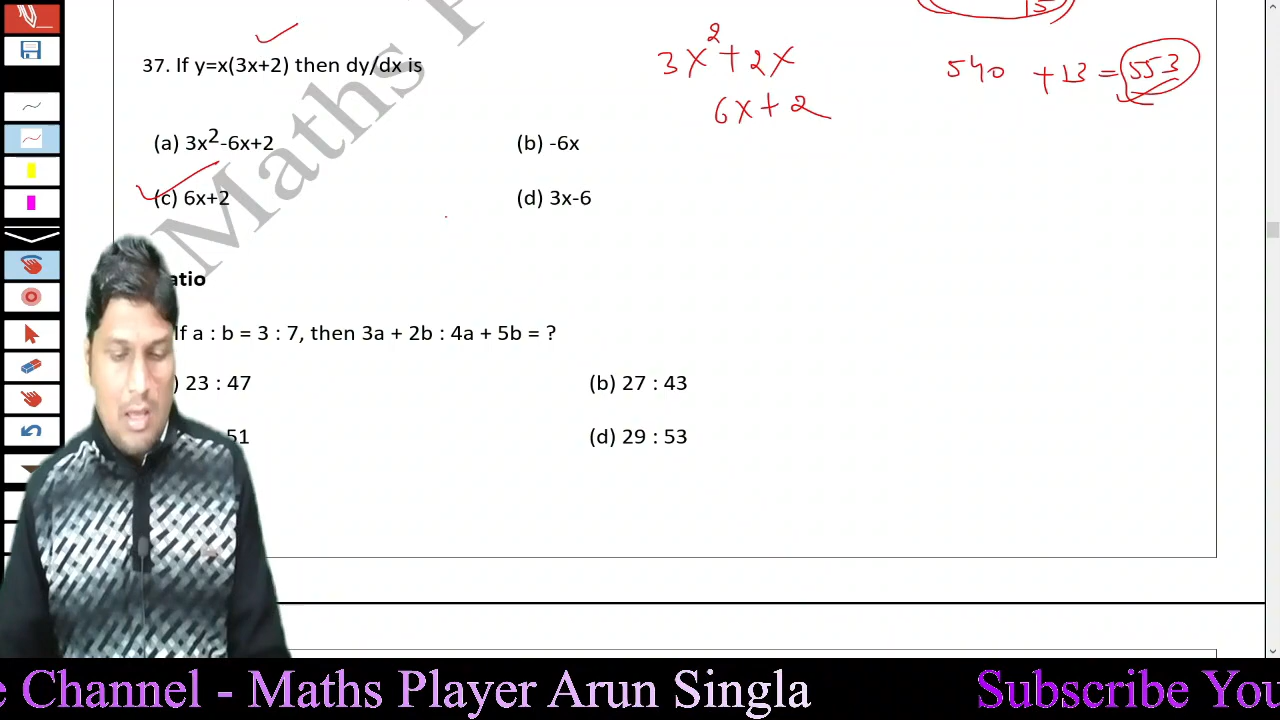 37. If y=x(3x+2) then dy/dx is
(a) 3x²-6x+2
(b) -6x
(c) 6x+2
(d) 3x-6
3x² + 2x
6x + 2
540 + 13 = 553
15
Maths
atio
If a : b = 3 : 7, then 3a + 2b : 4a + 5b = ?
) 23 : 47
(b) 27 : 43
51
(d) 29 : 53
e Channel - Maths Player Arun Singla
Subscribe You